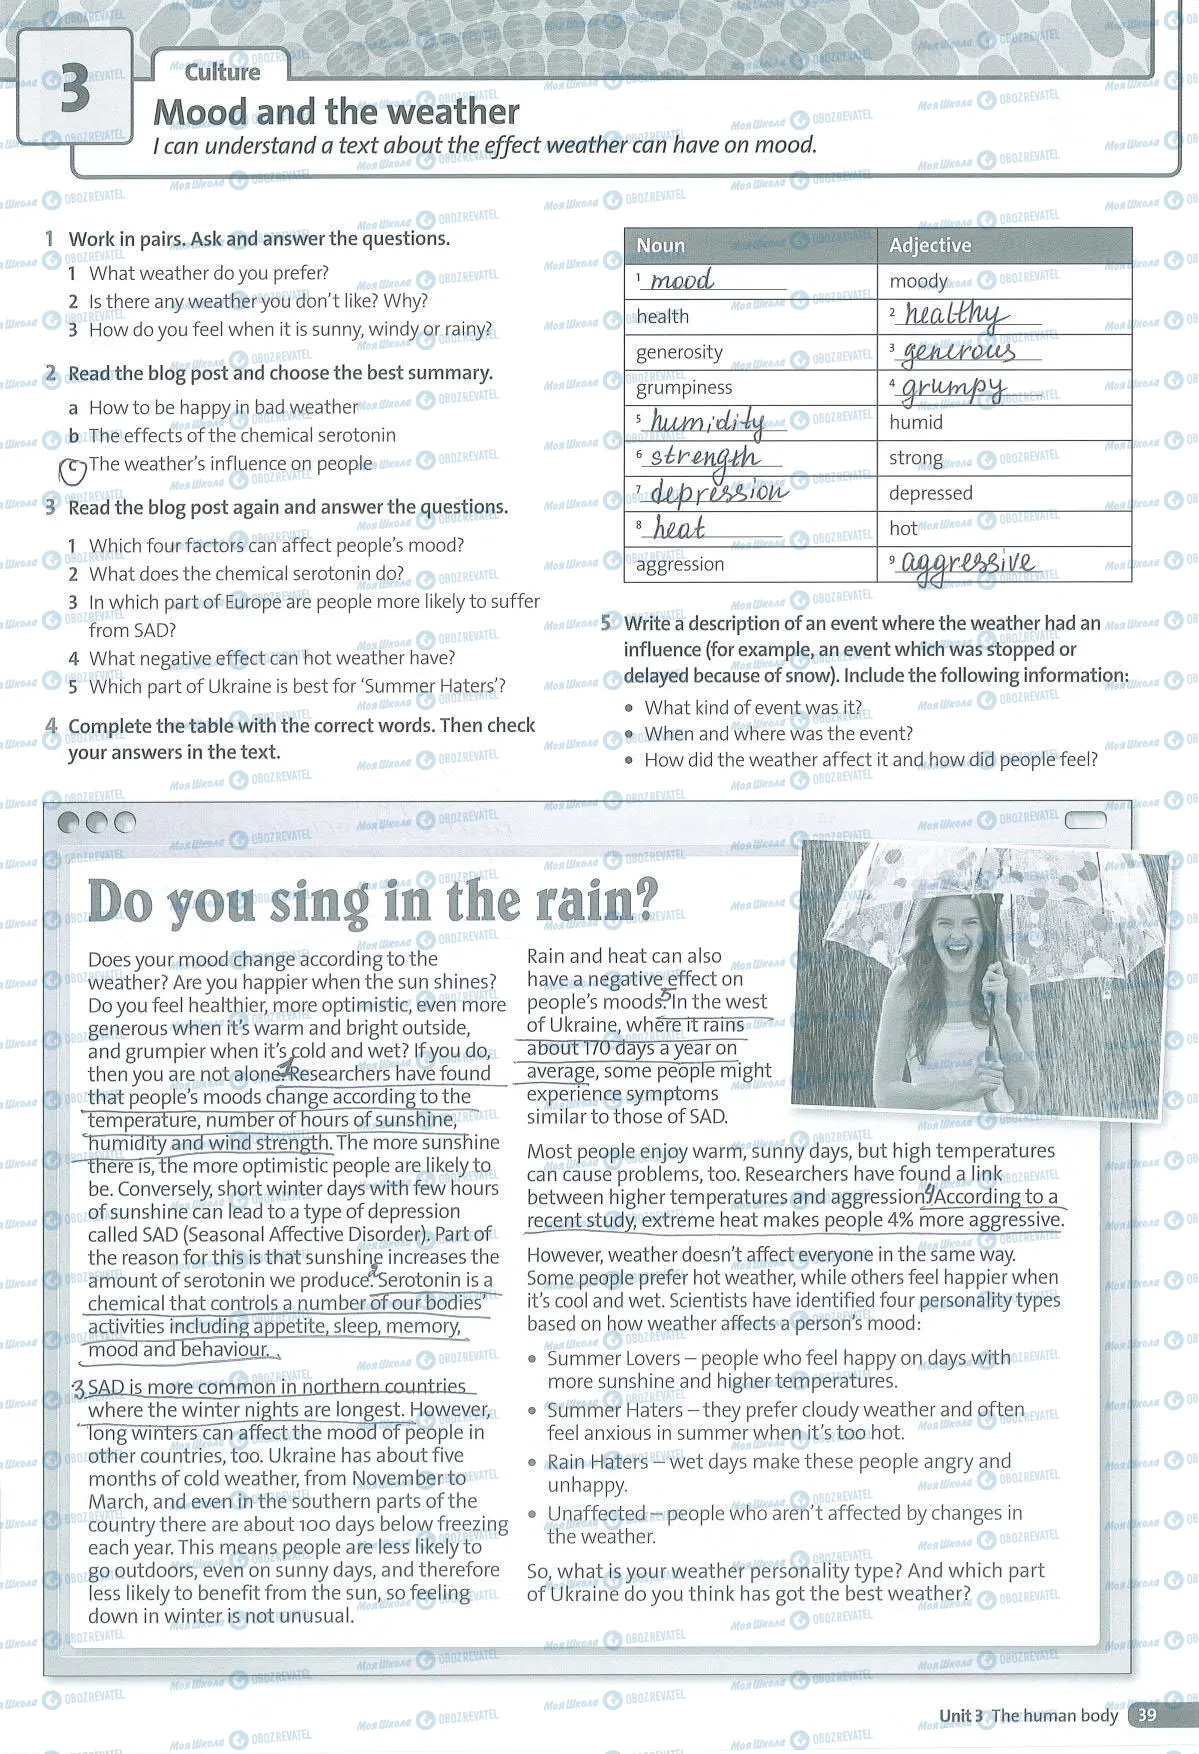 3
Culture
Mood and the weather
I can understand a text about the effect weather can have on mood.
1 Work in pairs. Ask and answer the questions.
1 What weather do you prefer?
2 Is there any weather you don't like? Why?
3 How do you feel when it is sunny, windy or rainy?
2 Read the blog post and choose the best summary.
a How to be happy in bad weather
b The effects of the chemical serotonin
c The weather's influence on people
3 Read the blog post again and answer the questions.
1 Which four factors can affect people's mood?
2 What does the chemical serotonin do?
3 In which part of Europe are people more likely to suffer
from SAD?
4 What negative effect can hot weather have?
5 Which part of Ukraine is best for 'Summer Haters'?
4 Complete the table with the correct words. Then check
your answers in the text.
Noun Adjective
1 mood moody
health 2 healthy
generosity 3 generous
grumpiness 4 grumpy
5 humidity humid
6 strength strong
7 depression depressed
8 heat hot
aggression 9 aggressive
5 Write a description of an event where the weather had an
influence (for example, an event which was stopped or
delayed because of snow). Include the following information:
• What kind of event was it?
• When and where was the event?
• How did the weather affect it and how did people feel?
Do you sing in the rain?
Does your mood change according to the
weather? Are you happier when the sun shines?
Do you feel healthier, more optimistic, even more
generous when it's warm and bright outside,
and grumpier when it's cold and wet? If you do,
then you are not alone. 1 Researchers have found
that people's moods change according to the
temperature, number of hours of sunshine,
humidity and wind strength. The more sunshine
there is, the more optimistic people are likely to
be. Conversely, short winter days with few hours
of sunshine can lead to a type of depression
called SAD (Seasonal Affective Disorder). Part of
the reason for this is that sunshine increases the
amount of serotonin we produce. 2 Serotonin is a
chemical that controls a number of our bodies'
activities including appetite, sleep, memory,
mood and behaviour.
3 SAD is more common in northern countries
where the winter nights are longest. However,
long winters can affect the mood of people in
other countries, too. Ukraine has about five
months of cold weather, from November to
March, and even in the southern parts of the
country there are about 100 days below freezing
each year. This means people are less likely to
go outdoors, even on sunny days, and therefore
less likely to benefit from the sun, so feeling
down in winter is not unusual.
Rain and heat can also
have a negative effect on
people's moods. 5 In the west
of Ukraine, where it rains
about 170 days a year on
average, some people might
experience symptoms
similar to those of SAD.
Most people enjoy warm, sunny days, but high temperatures
can cause problems, too. Researchers have found a link
between higher temperatures and aggression. 4 According to a
recent study, extreme heat makes people 4% more aggressive.
However, weather doesn't affect everyone in the same way.
Some people prefer hot weather, while others feel happier when
it's cool and wet. Scientists have identified four personality types
based on how weather affects a person's mood:
• Summer Lovers – people who feel happy on days with
more sunshine and higher temperatures.
• Summer Haters – they prefer cloudy weather and often
feel anxious in summer when it's too hot.
• Rain Haters – wet days make these people angry and
unhappy.
• Unaffected – people who aren't affected by changes in
the weather.
So, what is your weather personality type? And which part
of Ukraine do you think has got the best weather?
Unit 3 The human body 39
Моя Школа OBOZREVATEL